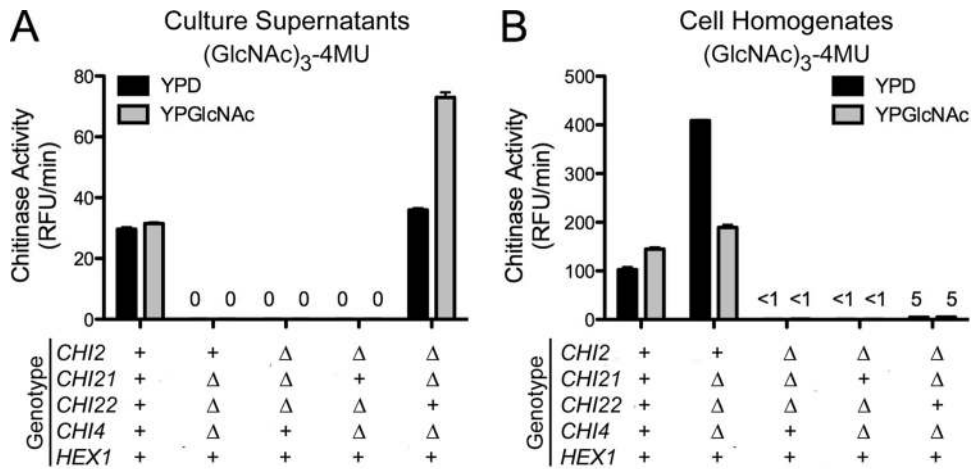 A Culture Supernatants
(GlcNAc)3-4MU
80
60
40
20
0
Chitinase Activity
(RFU/min)
YPD
YPGlcNAc
0 0 0 0 0 0
Genotype
CHI2 + + Δ Δ Δ
CHI21 + Δ Δ + Δ
CHI22 + Δ Δ Δ +
CHI4 + Δ + Δ Δ
HEX1 + + + + +
B Cell Homogenates
(GlcNAc)3-4MU
500
400
300
200
100
0
Chitinase Activity
(RFU/min)
YPD
YPGlcNAc
<1 <1 <1 <1 5 5
Genotype
CHI2 + + Δ Δ Δ
CHI21 + Δ Δ + Δ
CHI22 + Δ Δ Δ +
CHI4 + Δ + Δ Δ
HEX1 + + + + +